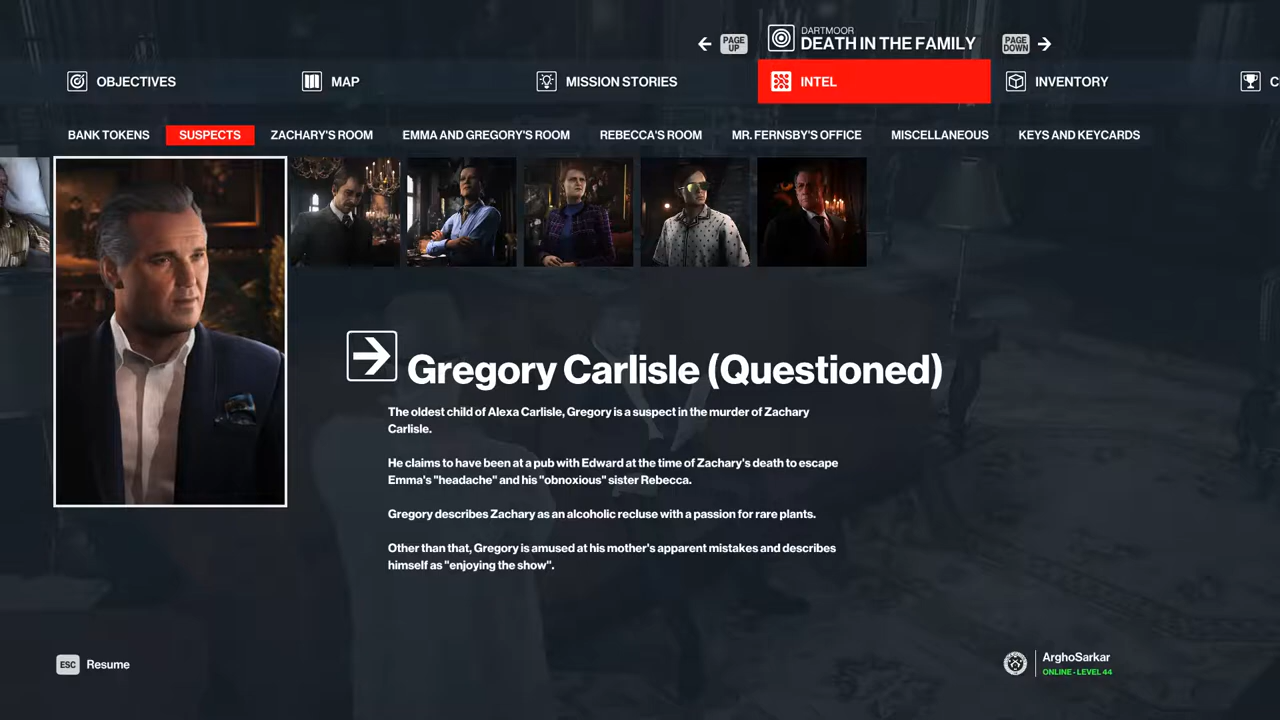 PAGE UP
DARTMOOR
DEATH IN THE FAMILY
PAGE DOWN
OBJECTIVES
MAP
MISSION STORIES
INTEL
INVENTORY
C
BANK TOKENS
SUSPECTS
ZACHARY'S ROOM
EMMA AND GREGORY'S ROOM
REBECCA'S ROOM
MR. FERNSBY'S OFFICE
MISCELLANEOUS
KEYS AND KEYCARDS
Gregory Carlisle (Questioned)
The oldest child of Alexa Carlisle, Gregory is a suspect in the murder of Zachary
Carlisle.
He claims to have been at a pub with Edward at the time of Zachary's death to escape
Emma's "headache" and his "obnoxious" sister Rebecca.
Gregory describes Zachary as an alcoholic recluse with a passion for rare plants.
Other than that, Gregory is amused at his mother's apparent mistakes and describes
himself as "enjoying the show".
ESC Resume
ArghoSarkar
ONLINE - LEVEL 44